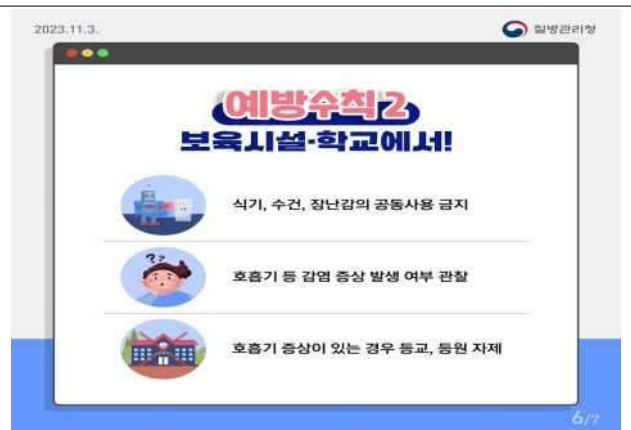 2023.11.3.
질병관리청
예방수칙 2
보육시설·학교에서!
식기, 수건, 장난감의 공동사용 금지
??
호흡기 등 감염 증상 발생 여부 관찰
호흡기 증상이 있는 경우 등교, 등원 자제
6/7